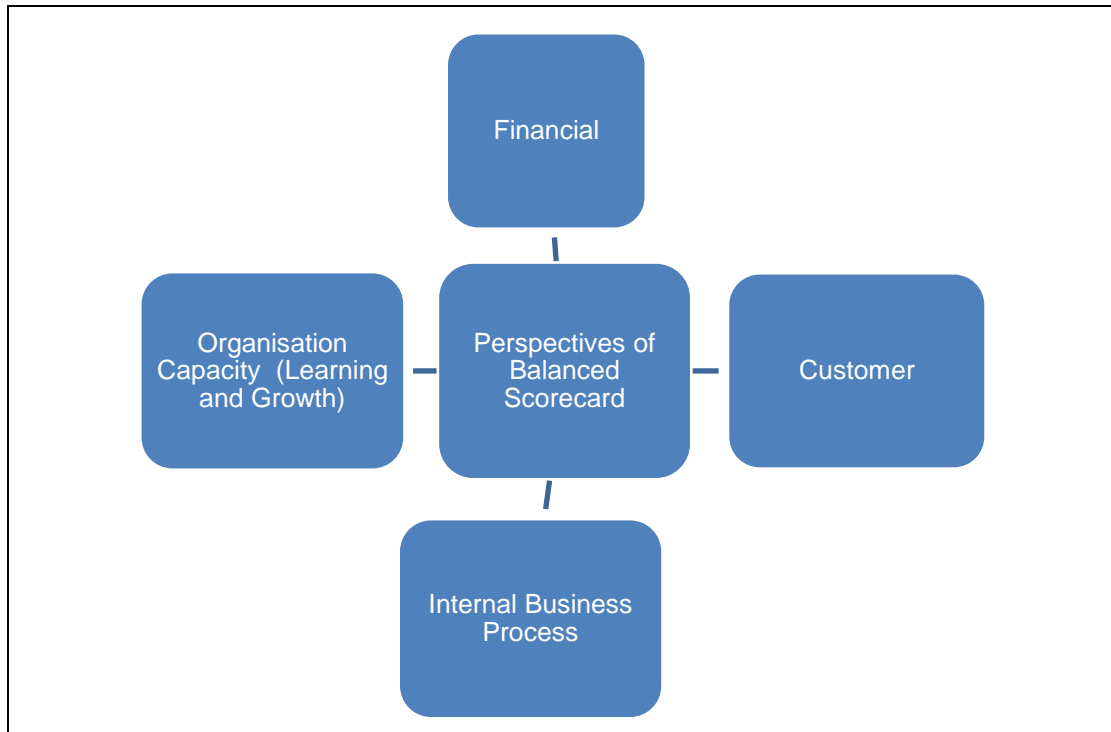 Financial
Organisation
Capacity  (Learning
and Growth)
Perspectives of
Balanced
Scorecard
Customer
Internal Business
Process